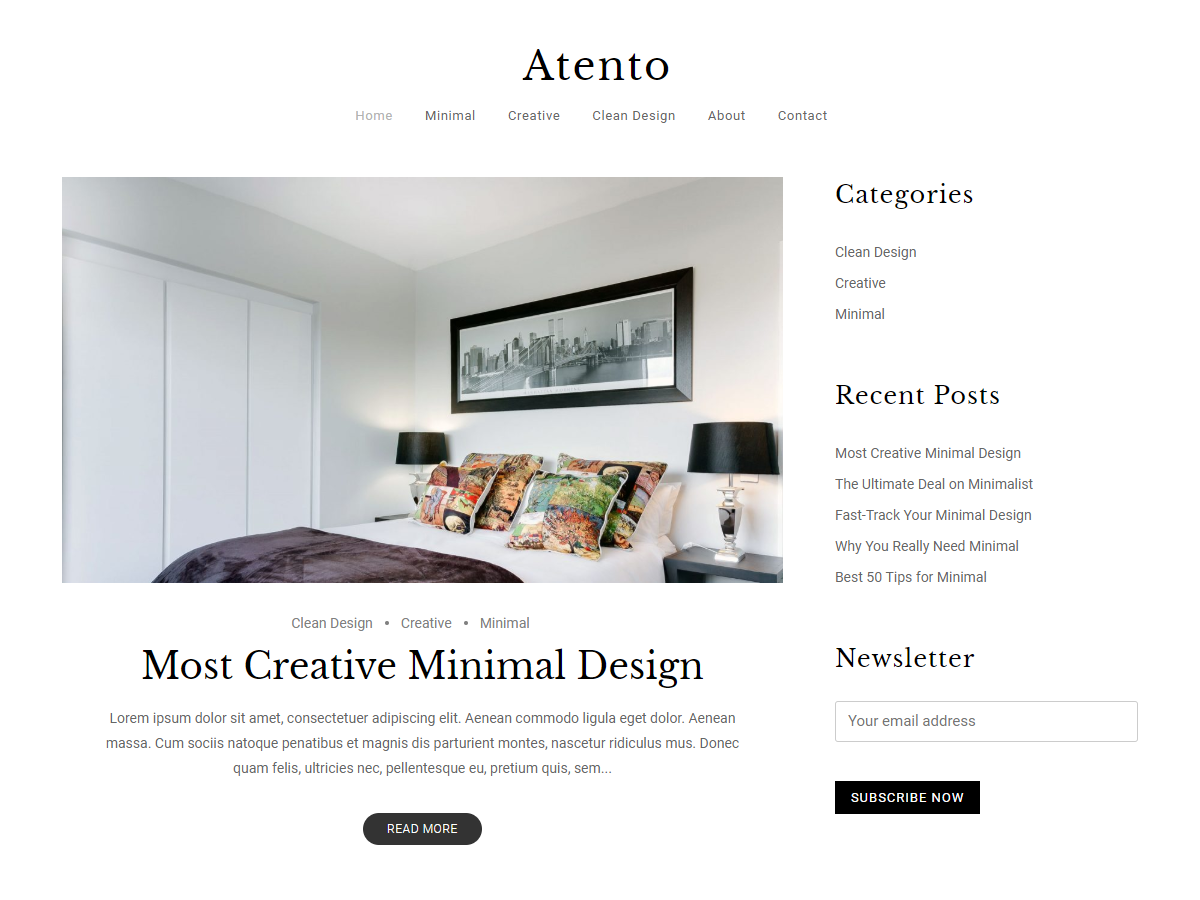 Atento
Home Minimal Creative Clean Design About Contact
Clean Design • Creative • Minimal
Most Creative Minimal Design
Lorem ipsum dolor sit amet, consectetuer adipiscing elit. Aenean commodo ligula eget dolor. Aenean
massa. Cum sociis natoque penatibus et magnis dis parturient montes, nascetur ridiculus mus. Donec
quam felis, ultricies nec, pellentesque eu, pretium quis, sem...
READ MORE
Categories
Clean Design
Creative
Minimal
Recent Posts
Most Creative Minimal Design
The Ultimate Deal on Minimalist
Fast-Track Your Minimal Design
Why You Really Need Minimal
Best 50 Tips for Minimal
Newsletter
Your email address
SUBSCRIBE NOW